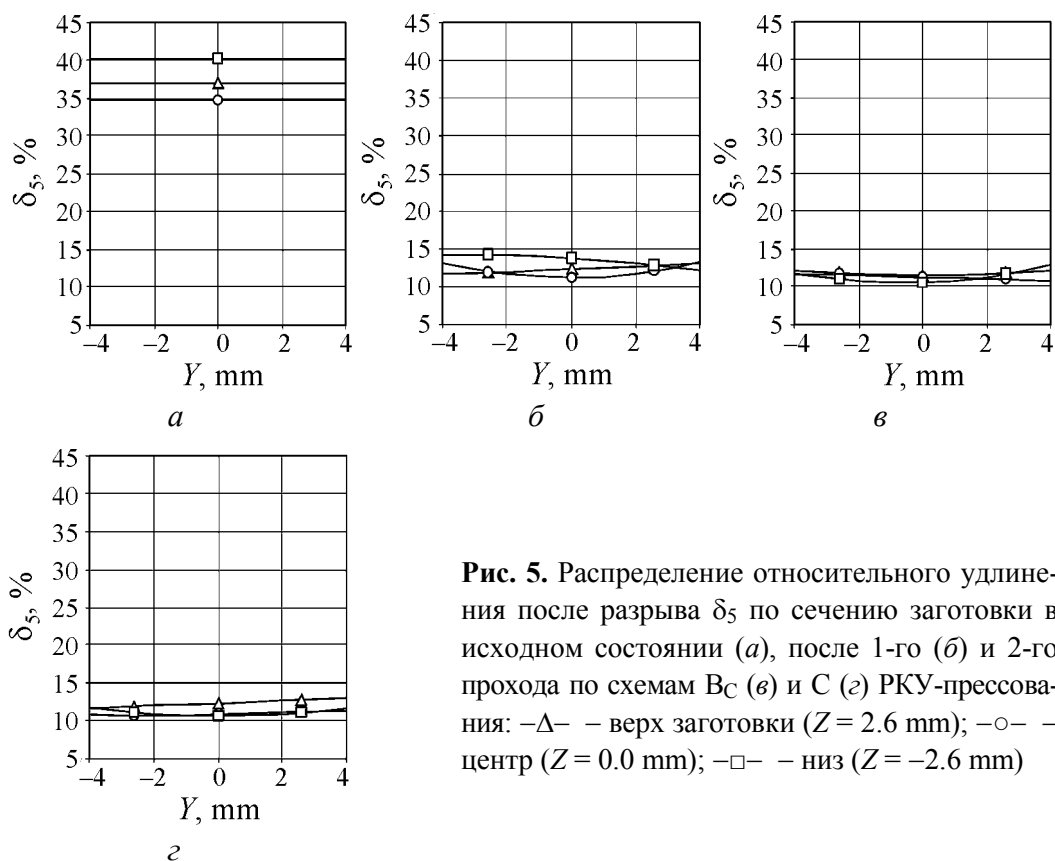 45
40
35
30
25
20
15
10
5
δ5, %
–4 –2 0 2 4
Y, mm
а
45
40
35
30
25
20
15
10
5
δ5, %
–4 –2 0 2 4
Y, mm
б
45
40
35
30
25
20
15
10
5
δ5, %
–4 –2 0 2 4
Y, mm
в
45
40
35
30
25
20
15
10
5
δ5, %
–4 –2 0 2 4
Y, mm
г
Рис. 5. Распределение относительного удлине-
ния после разрыва δ5 по сечению заготовки в
исходном состоянии (а), после 1-го (б) и 2-го
прохода по схемам BC (в) и C (г) РКУ-прессова-
ния: –Δ– – верх заготовки (Z = 2.6 mm); –○– –
центр (Z = 0.0 mm); –□– – низ (Z = –2.6 mm)